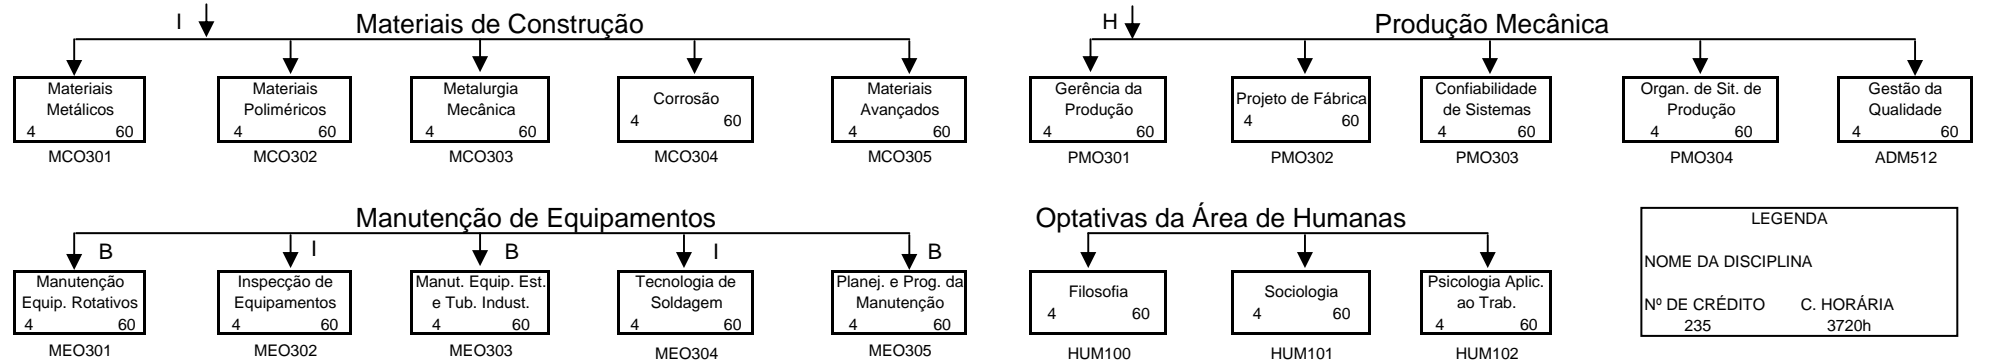 I
Materiais de Construção
Materiais
Metálicos
4 60
MCO301
Materiais
Poliméricos
4 60
MCO302
Metalurgia
Mecânica
4 60
MCO303
Corrosão
4 60
MCO304
Materiais
Avançados
4 60
MCO305
H
Produção Mecânica
Gerência da
Produção
4 60
PMO301
Projeto de Fábrica
4 60
PMO302
Confiabilidade
de Sistemas
4 60
PMO303
Organ. de Sit. de
Produção
4 60
PMO304
Gestão da
Qualidade
4 60
ADM512
Manutenção de Equipamentos
B
Manutenção
Equip. Rotativos
4 60
MEO301
I
Inspecção de
Equipamentos
4 60
MEO302
B
Manut. Equip. Est.
e Tub. Indust.
4 60
MEO303
I
Tecnologia de
Soldagem
4 60
MEO304
B
Planej. e Prog. da
Manutenção
4 60
MEO305
Optativas da Área de Humanas
Filosofia
4 60
HUM100
Sociologia
4 60
HUM101
Psicologia Aplic.
ao Trab.
4 60
HUM102
LEGENDA
NOME DA DISCIPLINA
Nº DE CRÉDITO C. HORÁRIA
235 3720h